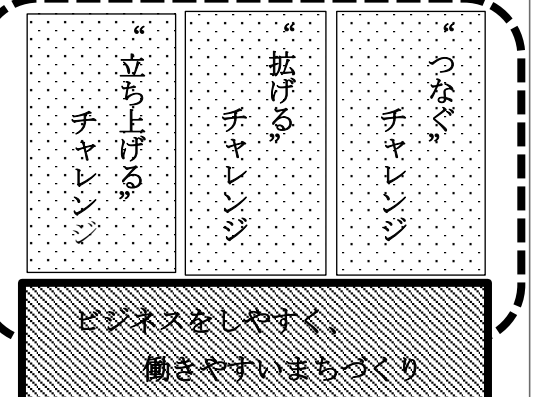 “つなぐ”
チャレンジ
“拡げる”
チャレンジ
“立ち上げる”
チャレンジ
ビジネスをしやすく、
働きやすいまちづくり